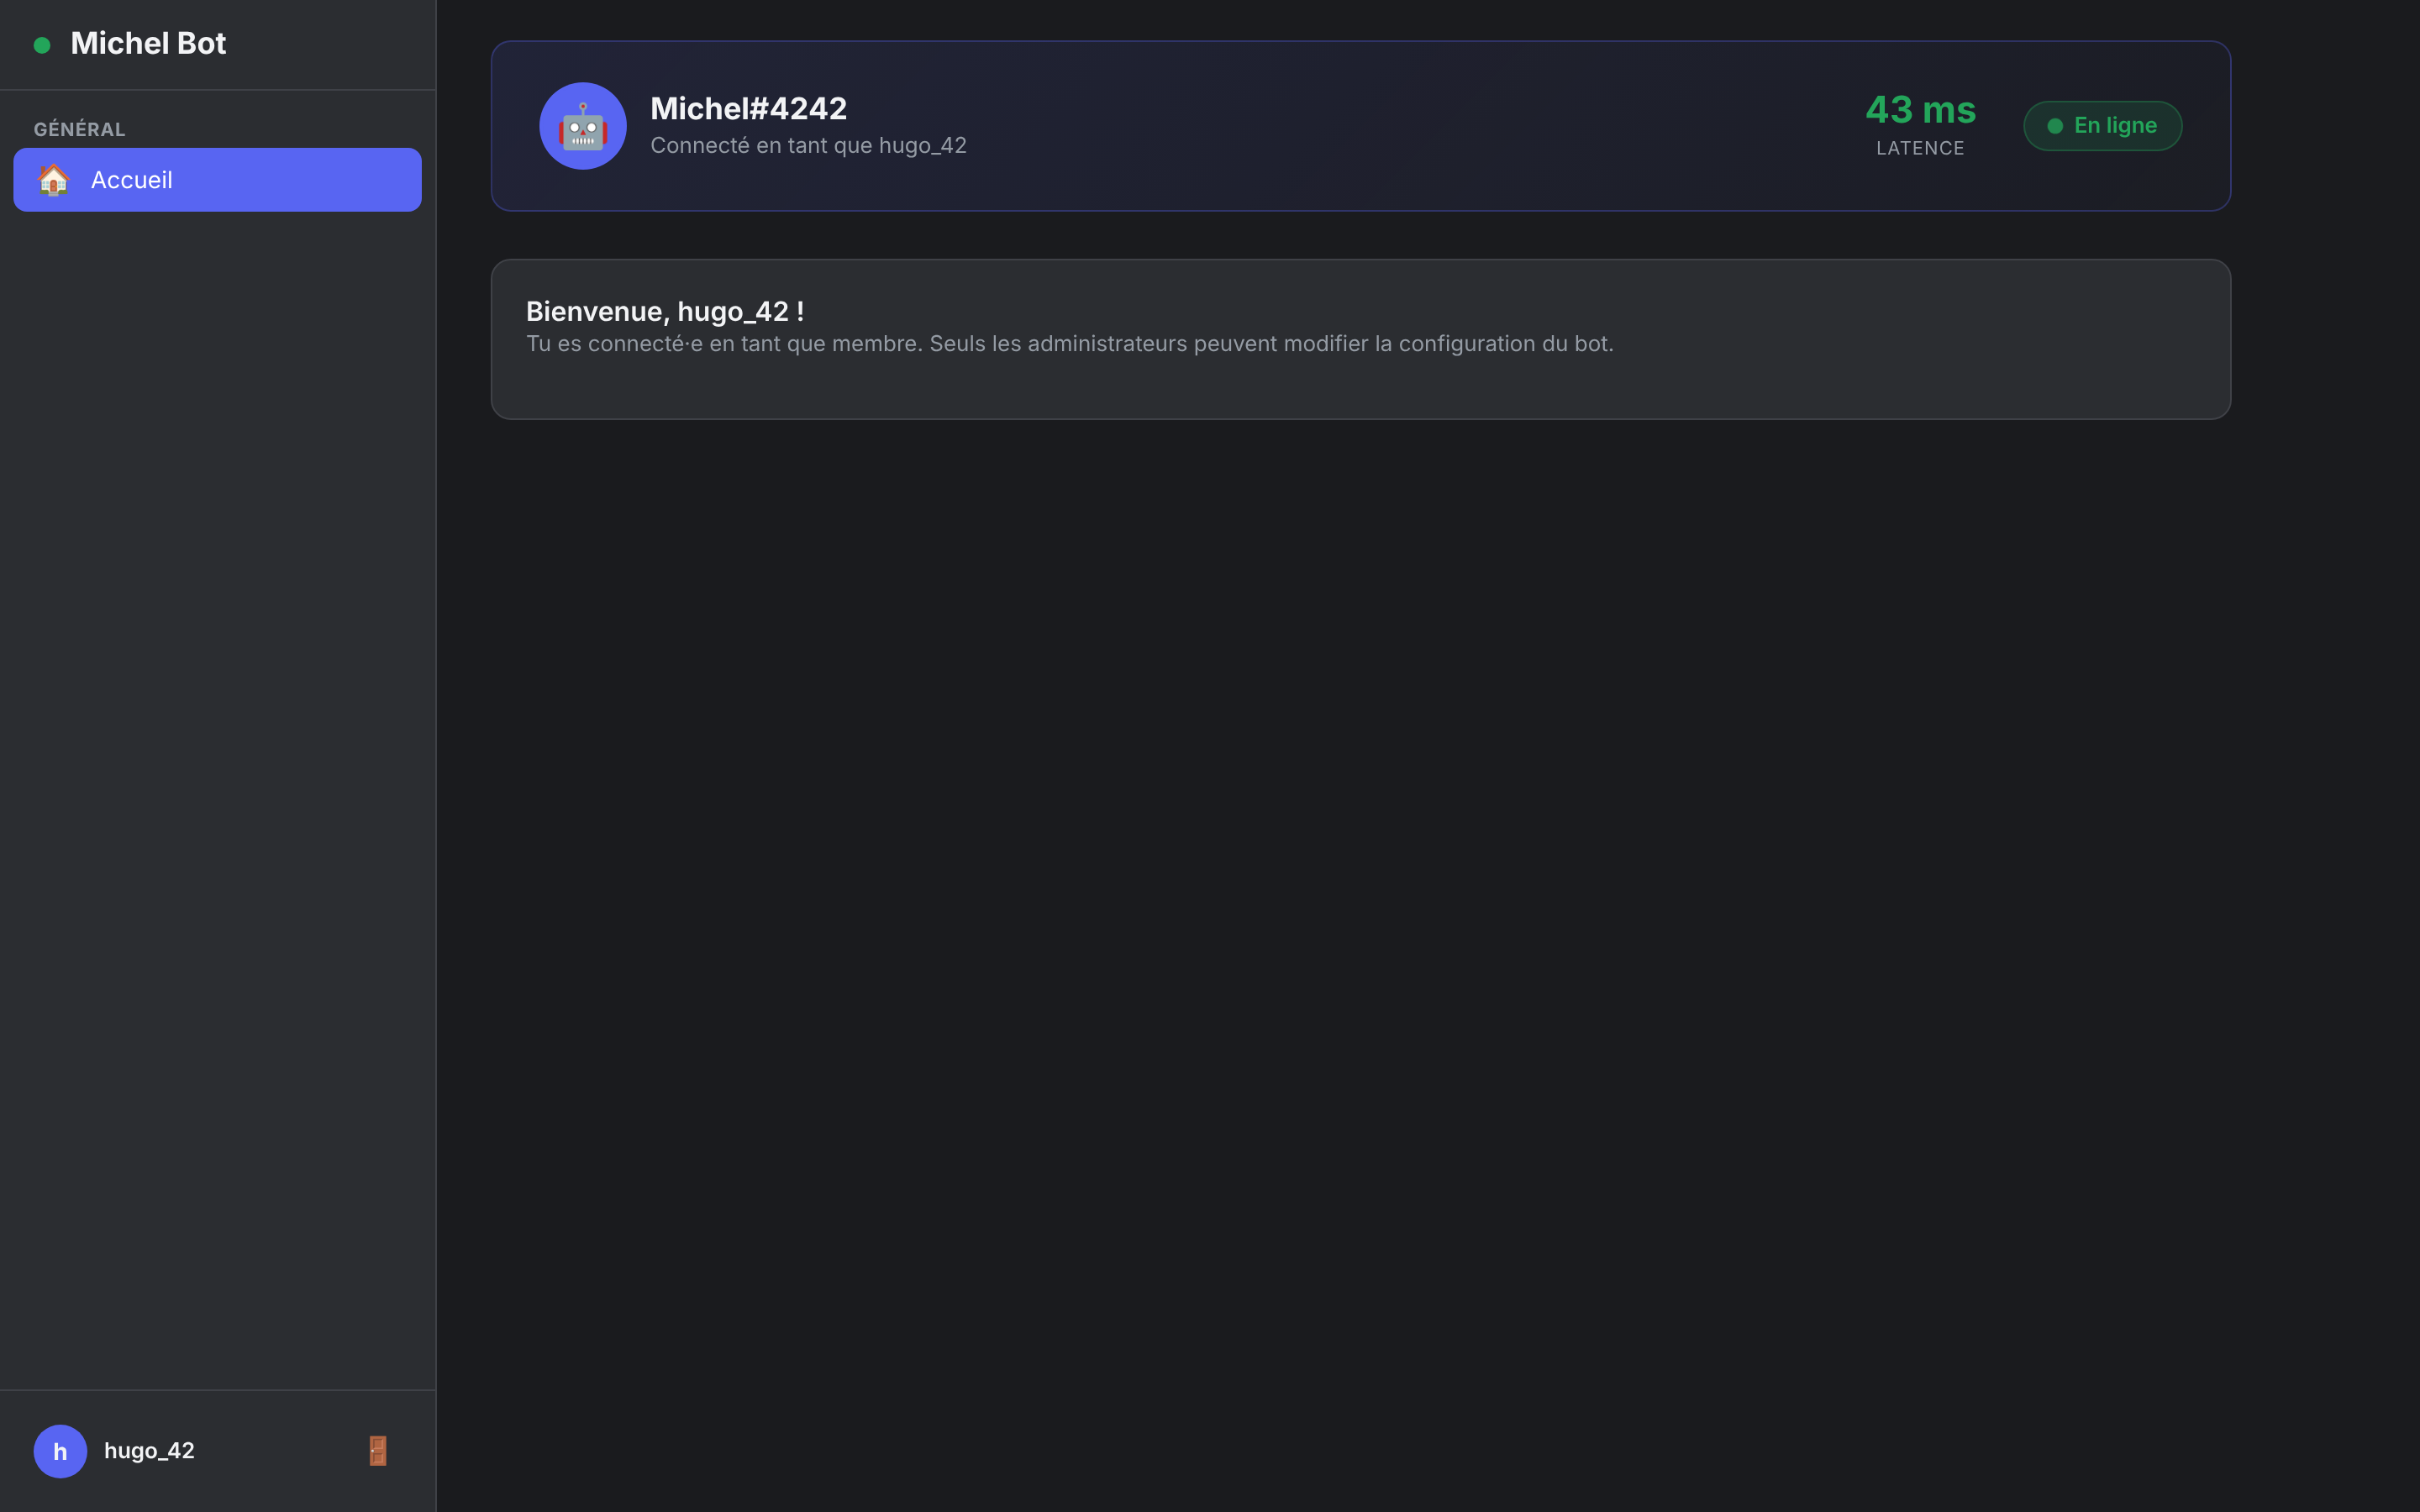 Michel Bot
GÉNÉRAL
Accueil
Michel#4242
Connecté en tant que hugo_42
43 ms
LATENCE
En ligne
Bienvenue, hugo_42 !
Tu es connecté·e en tant que membre. Seuls les administrateurs peuvent modifier la configuration du bot.
h
hugo_42